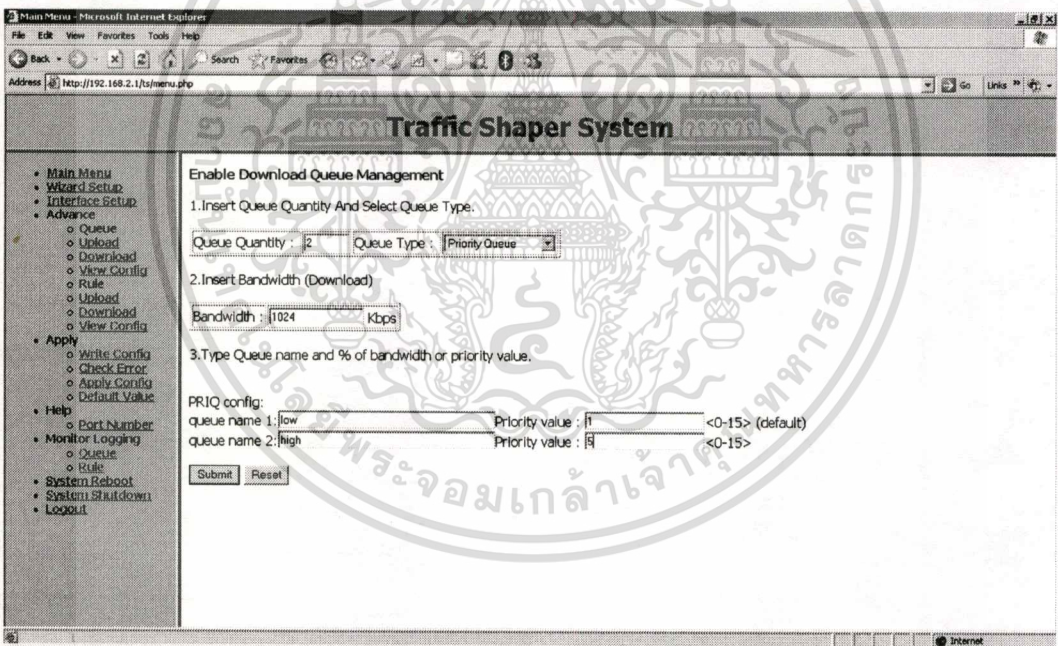 Main Menu - Microsoft Internet Explorer
File Edit View Favorites Tools Help
Back Search Favorites
Address http://192.168.2.1/ts/menu.php Go Links »
Traffic Shaper System
Main Menu
Wizard Setup
Interface Setup
Advance
Queue
Upload
Download
View Config
Rule
Upload
Download
View Config
Apply
Write Config
Check Error
Apply Config
Default Value
Help
Port Number
Monitor Logging
Queue
Rule
System Reboot
System Shutdown
Logout
Enable Download Queue Management
1.Insert Queue Quantity And Select Queue Type.
Queue Quantity : 2 Queue Type : Priority Queue
2.Insert Bandwidth (Download)
Bandwidth : 1024 Kbps
3.Type Queue name and % of bandwidth or priority value.
PRIQ config:
queue name 1: low Priority value : 1 <0-15> (default)
queue name 2: high Priority value : 5 <0-15>
Submit Reset
Internet